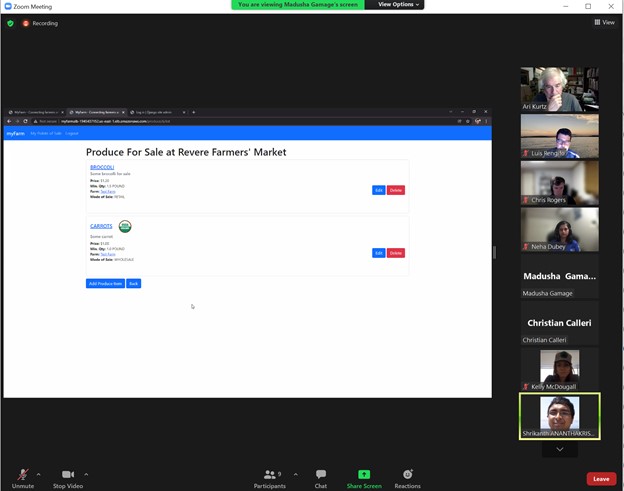 Zoom Meeting
You are viewing Madusha Gamage's screen
View Options
Recording
View
myFarm
My Points of Sale
Logout
Produce For Sale at Revere Farmers' Market
BROCCOLI
Some broccoli for sale
Price: $1.00
Min. Qty: 1.0 POUND
Farm: Test Farm
Mode of Sale: RETAIL
Edit
Delete
CARROTS
Some carrot
Price: $1.00
Min. Qty: 1.0 POUND
Farm: Test Farm
Mode of Sale: WHOLESALE
Edit
Delete
Add Produce Item
Back
Ari Kurtz
Luis Rengifo
Chris Rogers
Neha Dubey
Madusha Gama...
Madusha Gamage
Christian Calleri
Christian Calleri
Kelly McDougall
Shrikanth ANANTHAKRIS...
Unmute
Stop Video
Participants
9
Chat
Share Screen
Reactions
Leave